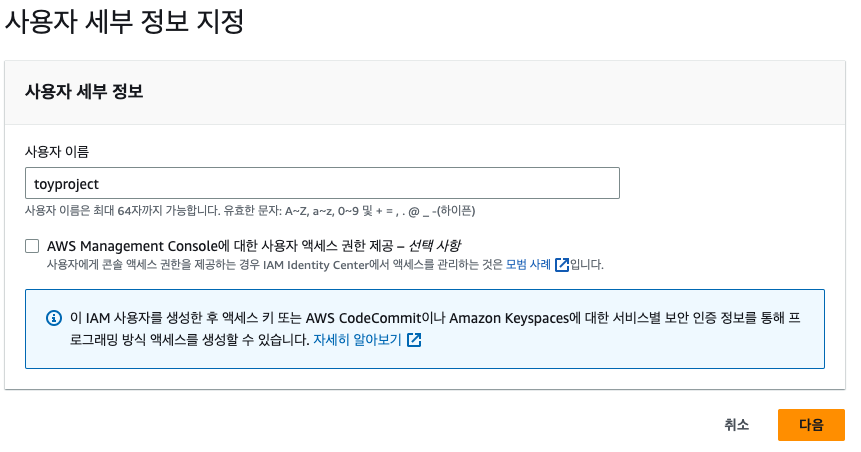 사용자 세부 정보 지정
사용자 세부 정보
사용자 이름
toyproject
사용자 이름은 최대 64자까지 가능합니다. 유효한 문자: A~Z, a~z, 0~9 및 + = , . @ _ -(하이픈)
AWS Management Console에 대한 사용자 액세스 권한 제공 – 선택 사항
사용자에게 콘솔 액세스 권한을 제공하는 경우 IAM Identity Center에서 액세스를 관리하는 것은 모범 사례입니다.
이 IAM 사용자를 생성한 후 액세스 키 또는 AWS CodeCommit이나 Amazon Keyspaces에 대한 서비스별 보안 인증 정보를 통해 프
로그래밍 방식 액세스를 생성할 수 있습니다. 자세히 알아보기
취소 다음